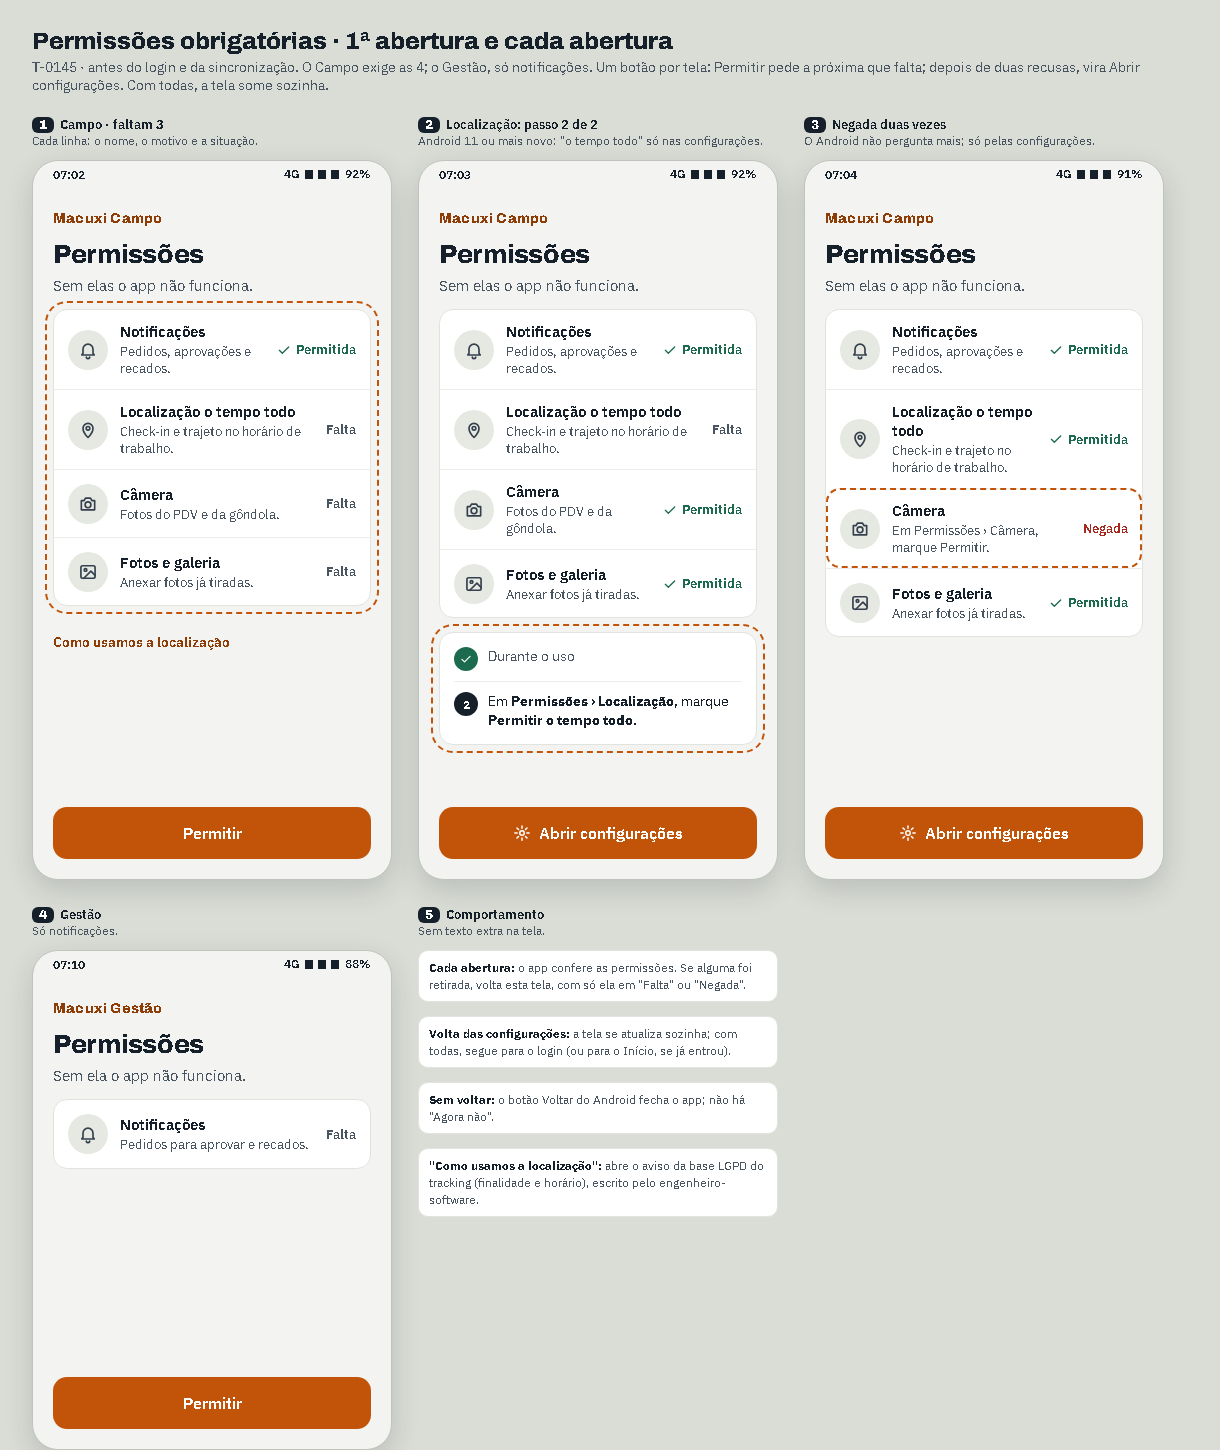 Permissões obrigatórias · 1ª abertura e cada abertura
T-0145 · antes do login e da sincronização. O Campo exige as 4; o Gestão, só notificações. Um botão por tela: Permitir pede a próxima que falta; depois de duas recusas, vira Abrir
configurações. Com todas, a tela some sozinha.
1 Campo · faltam 3
Cada linha: o nome, o motivo e a situação.
07:02 4G 92%
Macuxi Campo
Permissões
Sem elas o app não funciona.
Notificações
Pedidos, aprovações e
recados.
Permitida
Localização o tempo todo
Check-in e trajeto no horário de
trabalho.
Falta
Câmera
Fotos do PDV e da gôndola.
Falta
Fotos e galeria
Anexar fotos já tiradas.
Falta
Como usamos a localização
Permitir
2 Localização: passo 2 de 2
Android 11 ou mais novo: "o tempo todo" só nas configurações.
07:03 4G 92%
Macuxi Campo
Permissões
Sem elas o app não funciona.
Notificações
Pedidos, aprovações e
recados.
Permitida
Localização o tempo todo
Check-in e trajeto no horário de
trabalho.
Falta
Câmera
Fotos do PDV e da
gôndola.
Permitida
Fotos e galeria
Anexar fotos já tiradas.
Permitida
Durante o uso
2 Em Permissões › Localização, marque
Permitir o tempo todo.
Abrir configurações
3 Negada duas vezes
O Android não pergunta mais; só pelas configurações.
07:04 4G 91%
Macuxi Campo
Permissões
Sem elas o app não funciona.
Notificações
Pedidos, aprovações e
recados.
Permitida
Localização o tempo
todo
Check-in e trajeto no
horário de trabalho.
Permitida
Câmera
Em Permissões › Câmera,
marque Permitir.
Negada
Fotos e galeria
Anexar fotos já tiradas.
Permitida
Abrir configurações
4 Gestão
Só notificações.
07:10 4G 88%
Macuxi Gestão
Permissões
Sem ela o app não funciona.
Notificações
Pedidos para aprovar e recados.
Falta
Permitir
5 Comportamento
Sem texto extra na tela.
Cada abertura: o app confere as permissões. Se alguma foi
retirada, volta esta tela, com só ela em "Falta" ou "Negada".
Volta das configurações: a tela se atualiza sozinha; com
todas, segue para o login (ou para o Início, se já entrou).
Sem voltar: o botão Voltar do Android fecha o app; não há
"Agora não".
"Como usamos a localização": abre o aviso da base LGPD do
tracking (finalidade e horário), escrito pelo engenheiro-
software.